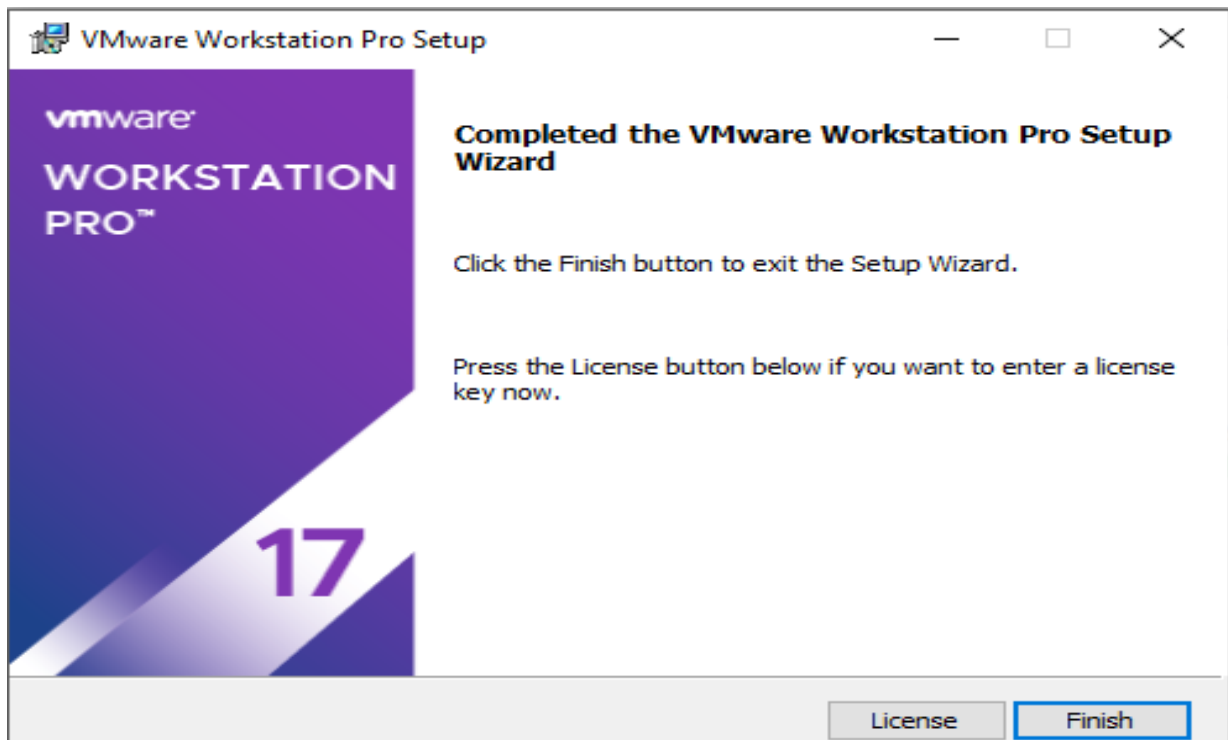 VMware Workstation Pro Setup
vmware®
WORKSTATION
PRO™
Completed the VMware Workstation Pro Setup
Wizard
Click the Finish button to exit the Setup Wizard.
Press the License button below if you want to enter a license
key now.
17
License
Finish